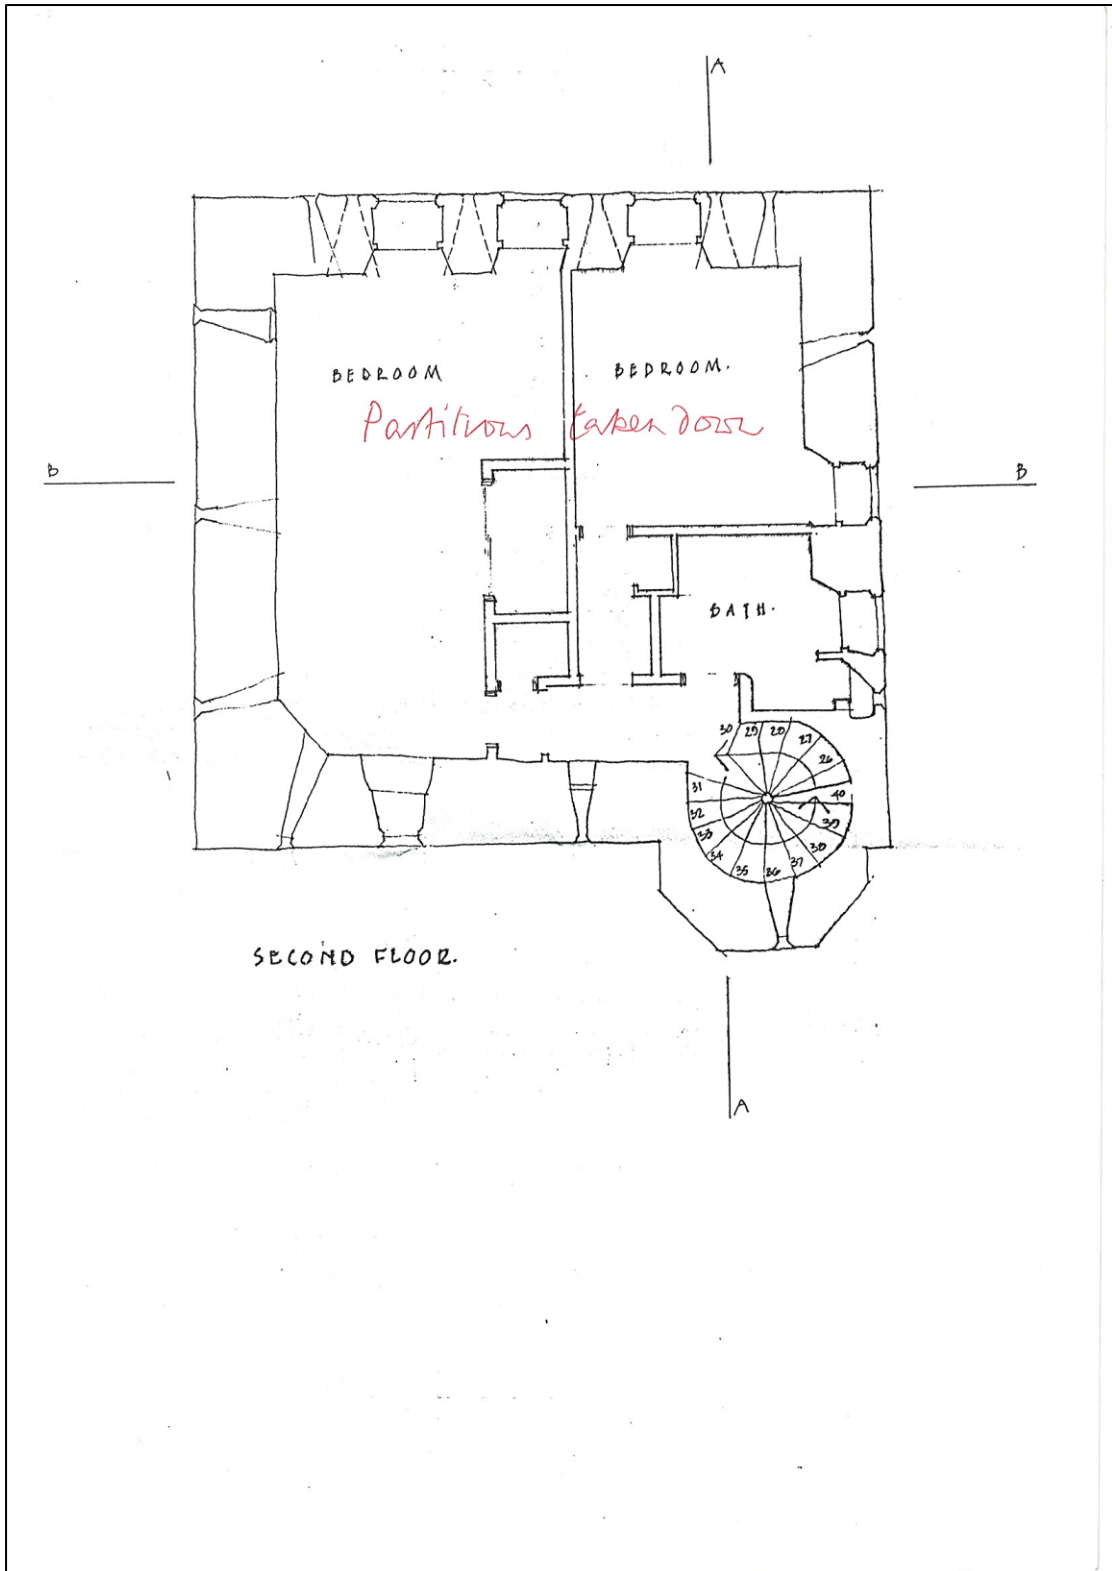 A
BEDROOM
BEDROOM.
Partitions taken down
B
B
BATH.
30 29 28 27 26
31 40
32 39
33 38
34 37
35 36
SECOND FLOOR.
A